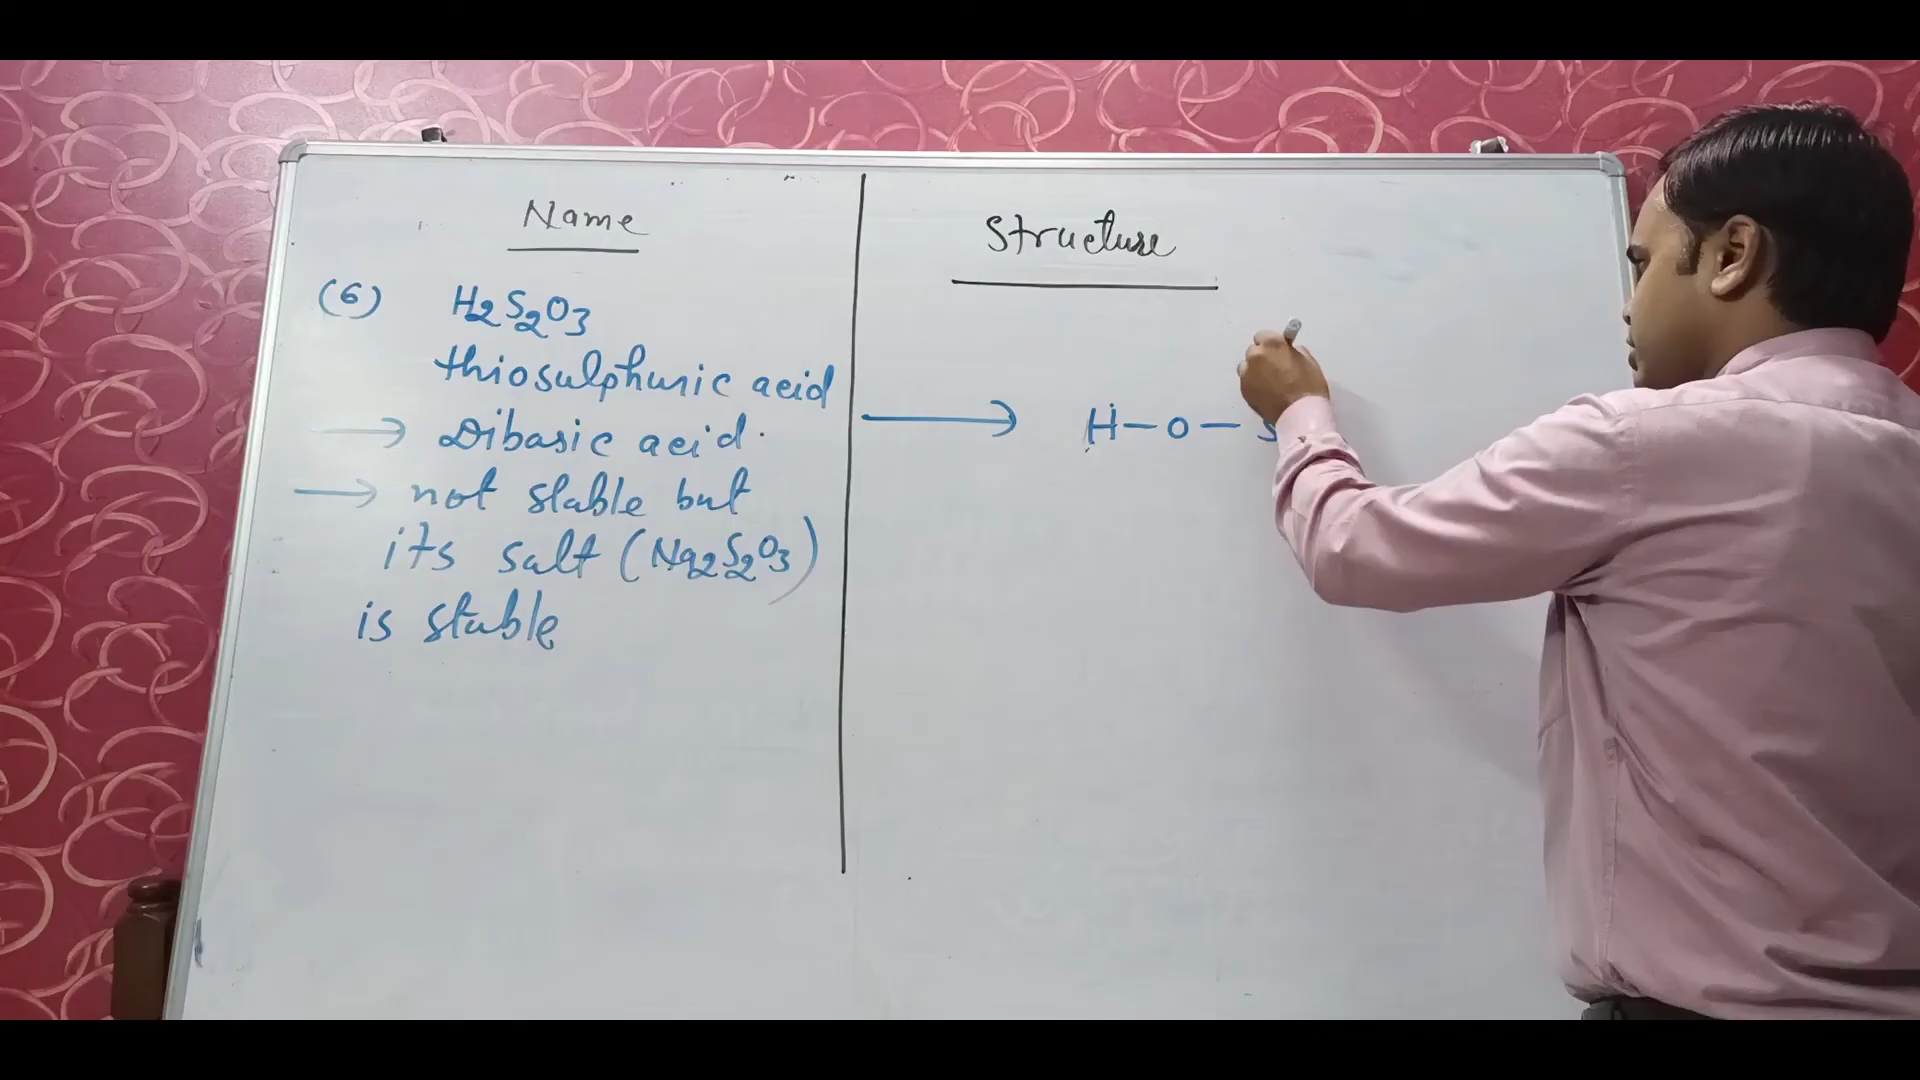 Name
Structure
(6) H2S2O3
thiosulphuric acid
→ Dibasic acid.
→ not stable but
its salt (Na2S2O3)
is stable
→ H-O-S